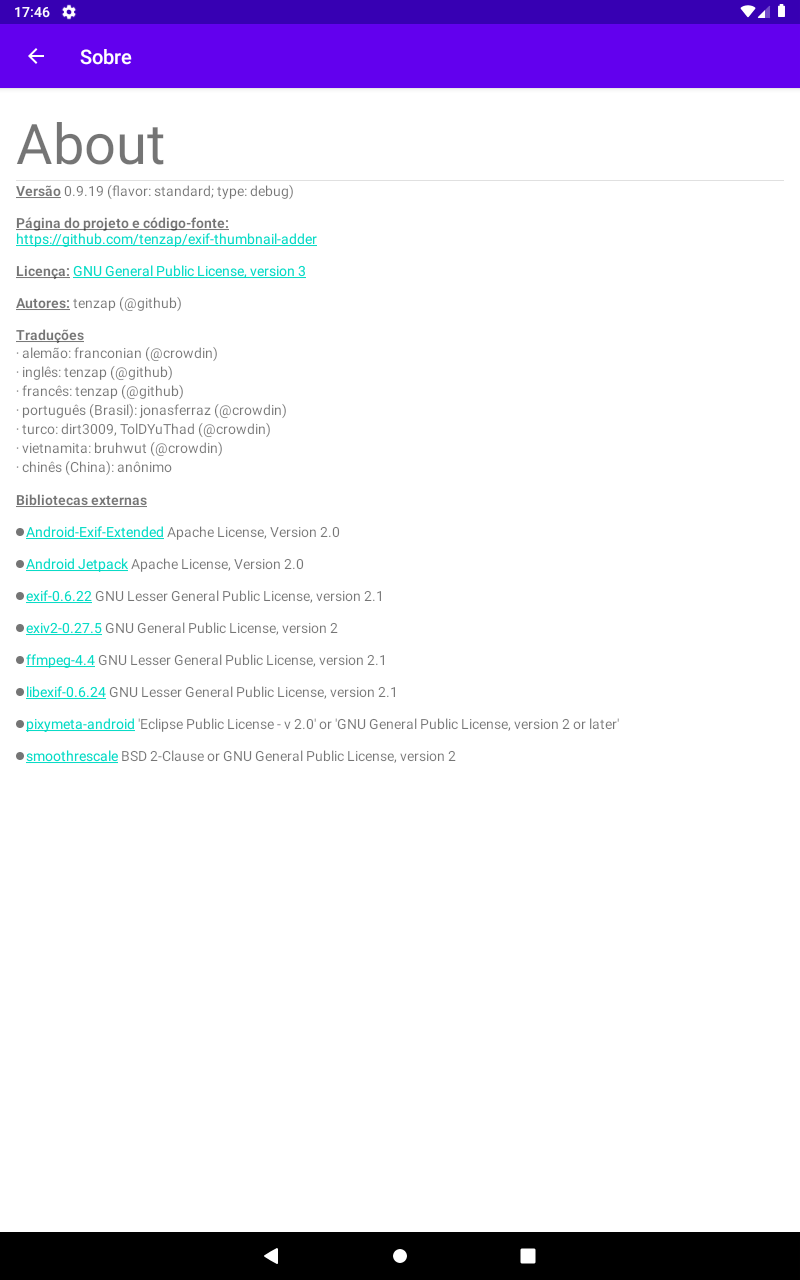 17:46
Sobre
About
Versão 0.9.19 (flavor: standard; type: debug)
Página do projeto e código-fonte:
https://github.com/tenzap/exif-thumbnail-adder
Licença: GNU General Public License, version 3
Autores: tenzap (@github)
Traduções
· alemão: franconian (@crowdin)
· inglês: tenzap (@github)
· francês: tenzap (@github)
· português (Brasil): jonasferraz (@crowdin)
· turco: dirt3009, TolDYuThad (@crowdin)
· vietnamita: bruhwut (@crowdin)
· chinês (China): anônimo
Bibliotecas externas
●Android-Exif-Extended Apache License, Version 2.0
●Android Jetpack Apache License, Version 2.0
●exif-0.6.22 GNU Lesser General Public License, version 2.1
●exiv2-0.27.5 GNU General Public License, version 2
●ffmpeg-4.4 GNU Lesser General Public License, version 2.1
●libexif-0.6.24 GNU Lesser General Public License, version 2.1
●pixymeta-android 'Eclipse Public License - v 2.0' or 'GNU General Public License, version 2 or later'
●smoothrescale BSD 2-Clause or GNU General Public License, version 2